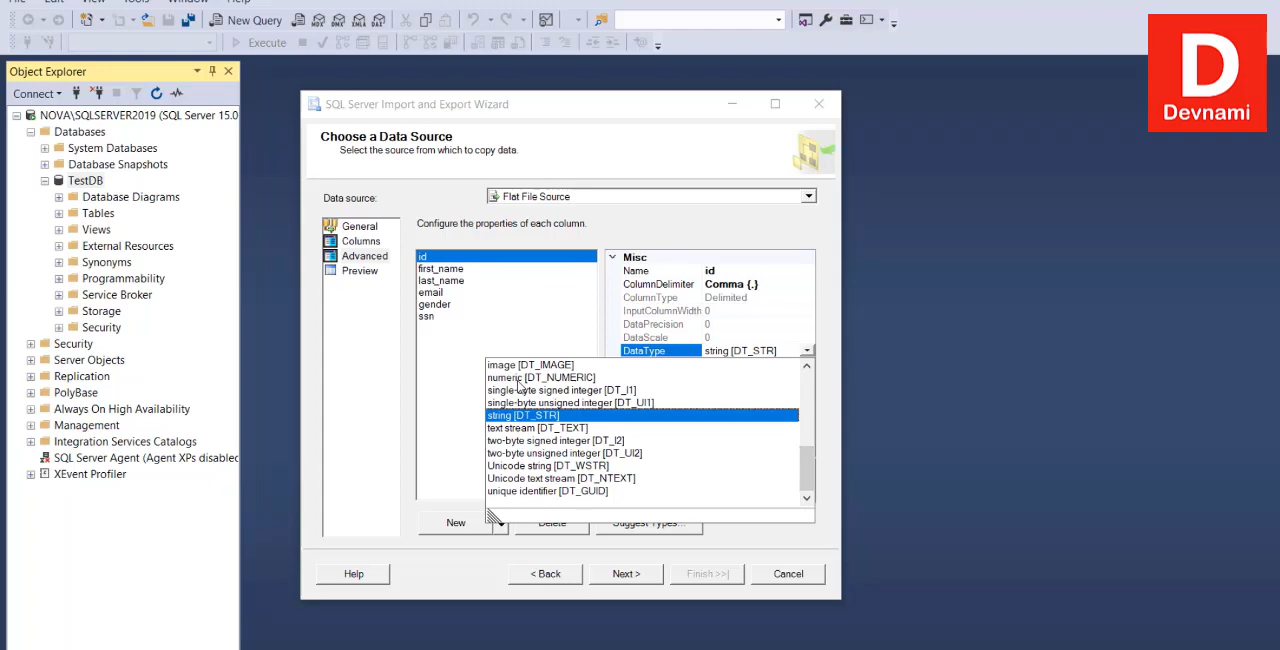 File Edit View Tools Window Help
New Query
Execute
D
Devnami
Object Explorer
Connect
NOVA\SQLSERVER2019 (SQL Server 15.0
Databases
System Databases
Database Snapshots
TestDB
Database Diagrams
Tables
Views
External Resources
Synonyms
Programmability
Service Broker
Storage
Security
Security
Server Objects
Replication
PolyBase
Always On High Availability
Management
Integration Services Catalogs
SQL Server Agent (Agent XPs disabled
XEvent Profiler
SQL Server Import and Export Wizard
Choose a Data Source
Select the source from which to copy data.
Data source:
Flat File Source
General
Columns
Advanced
Preview
Configure the properties of each column.
id
first_name
last_name
email
gender
ssn
Misc
Name id
ColumnDelimiter Comma {,}
ColumnType Delimited
InputColumnWidth 0
DataPrecision 0
DataScale 0
DataType string [DT_STR]
image [DT_IMAGE]
numeric [DT_NUMERIC]
single-byte signed integer [DT_I1]
single-byte unsigned integer [DT_UI1]
string [DT_STR]
text stream [DT_TEXT]
two-byte signed integer [DT_I2]
two-byte unsigned integer [DT_UI2]
Unicode string [DT_WSTR]
Unicode text stream [DT_NTEXT]
unique identifier [DT_GUID]
New
Delete
Suggest Types...
Help
< Back
Next >
Finish >>|
Cancel